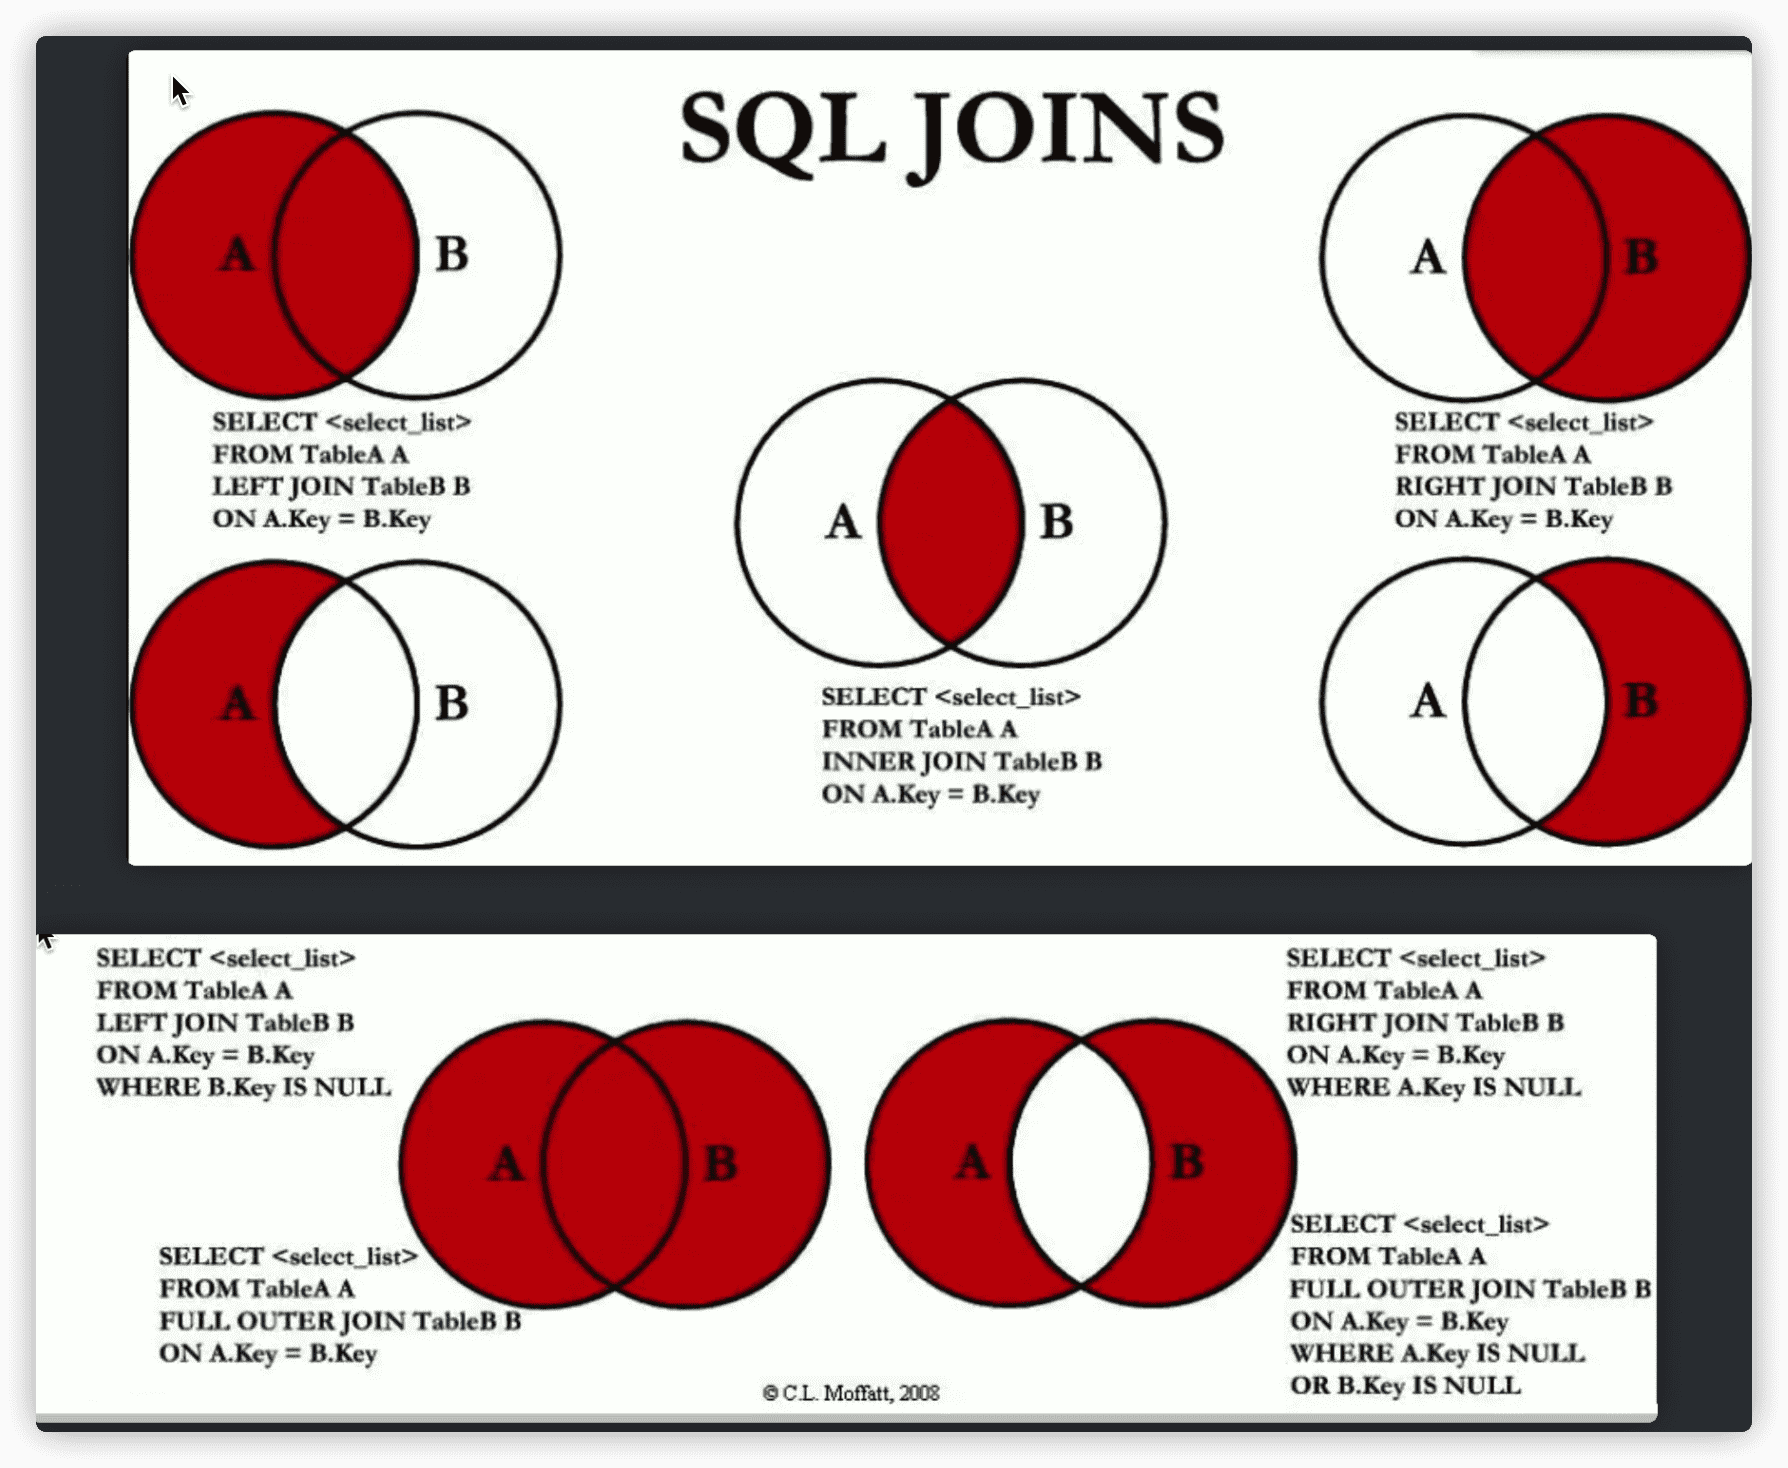 SQL JOINS
A B
SELECT <select_list>
FROM TableA A
LEFT JOIN TableB B
ON A.Key = B.Key
A B
SELECT <select_list>
FROM TableA A
RIGHT JOIN TableB B
ON A.Key = B.Key
A B
SELECT <select_list>
FROM TableA A
INNER JOIN TableB B
ON A.Key = B.Key
A B
A B
SELECT <select_list>
FROM TableA A
LEFT JOIN TableB B
ON A.Key = B.Key
WHERE B.Key IS NULL
SELECT <select_list>
FROM TableA A
RIGHT JOIN TableB B
ON A.Key = B.Key
WHERE A.Key IS NULL
A B
A B
SELECT <select_list>
FROM TableA A
FULL OUTER JOIN TableB B
ON A.Key = B.Key
SELECT <select_list>
FROM TableA A
FULL OUTER JOIN TableB B
ON A.Key = B.Key
WHERE A.Key IS NULL
OR B.Key IS NULL
© C.L. Moffatt, 2008